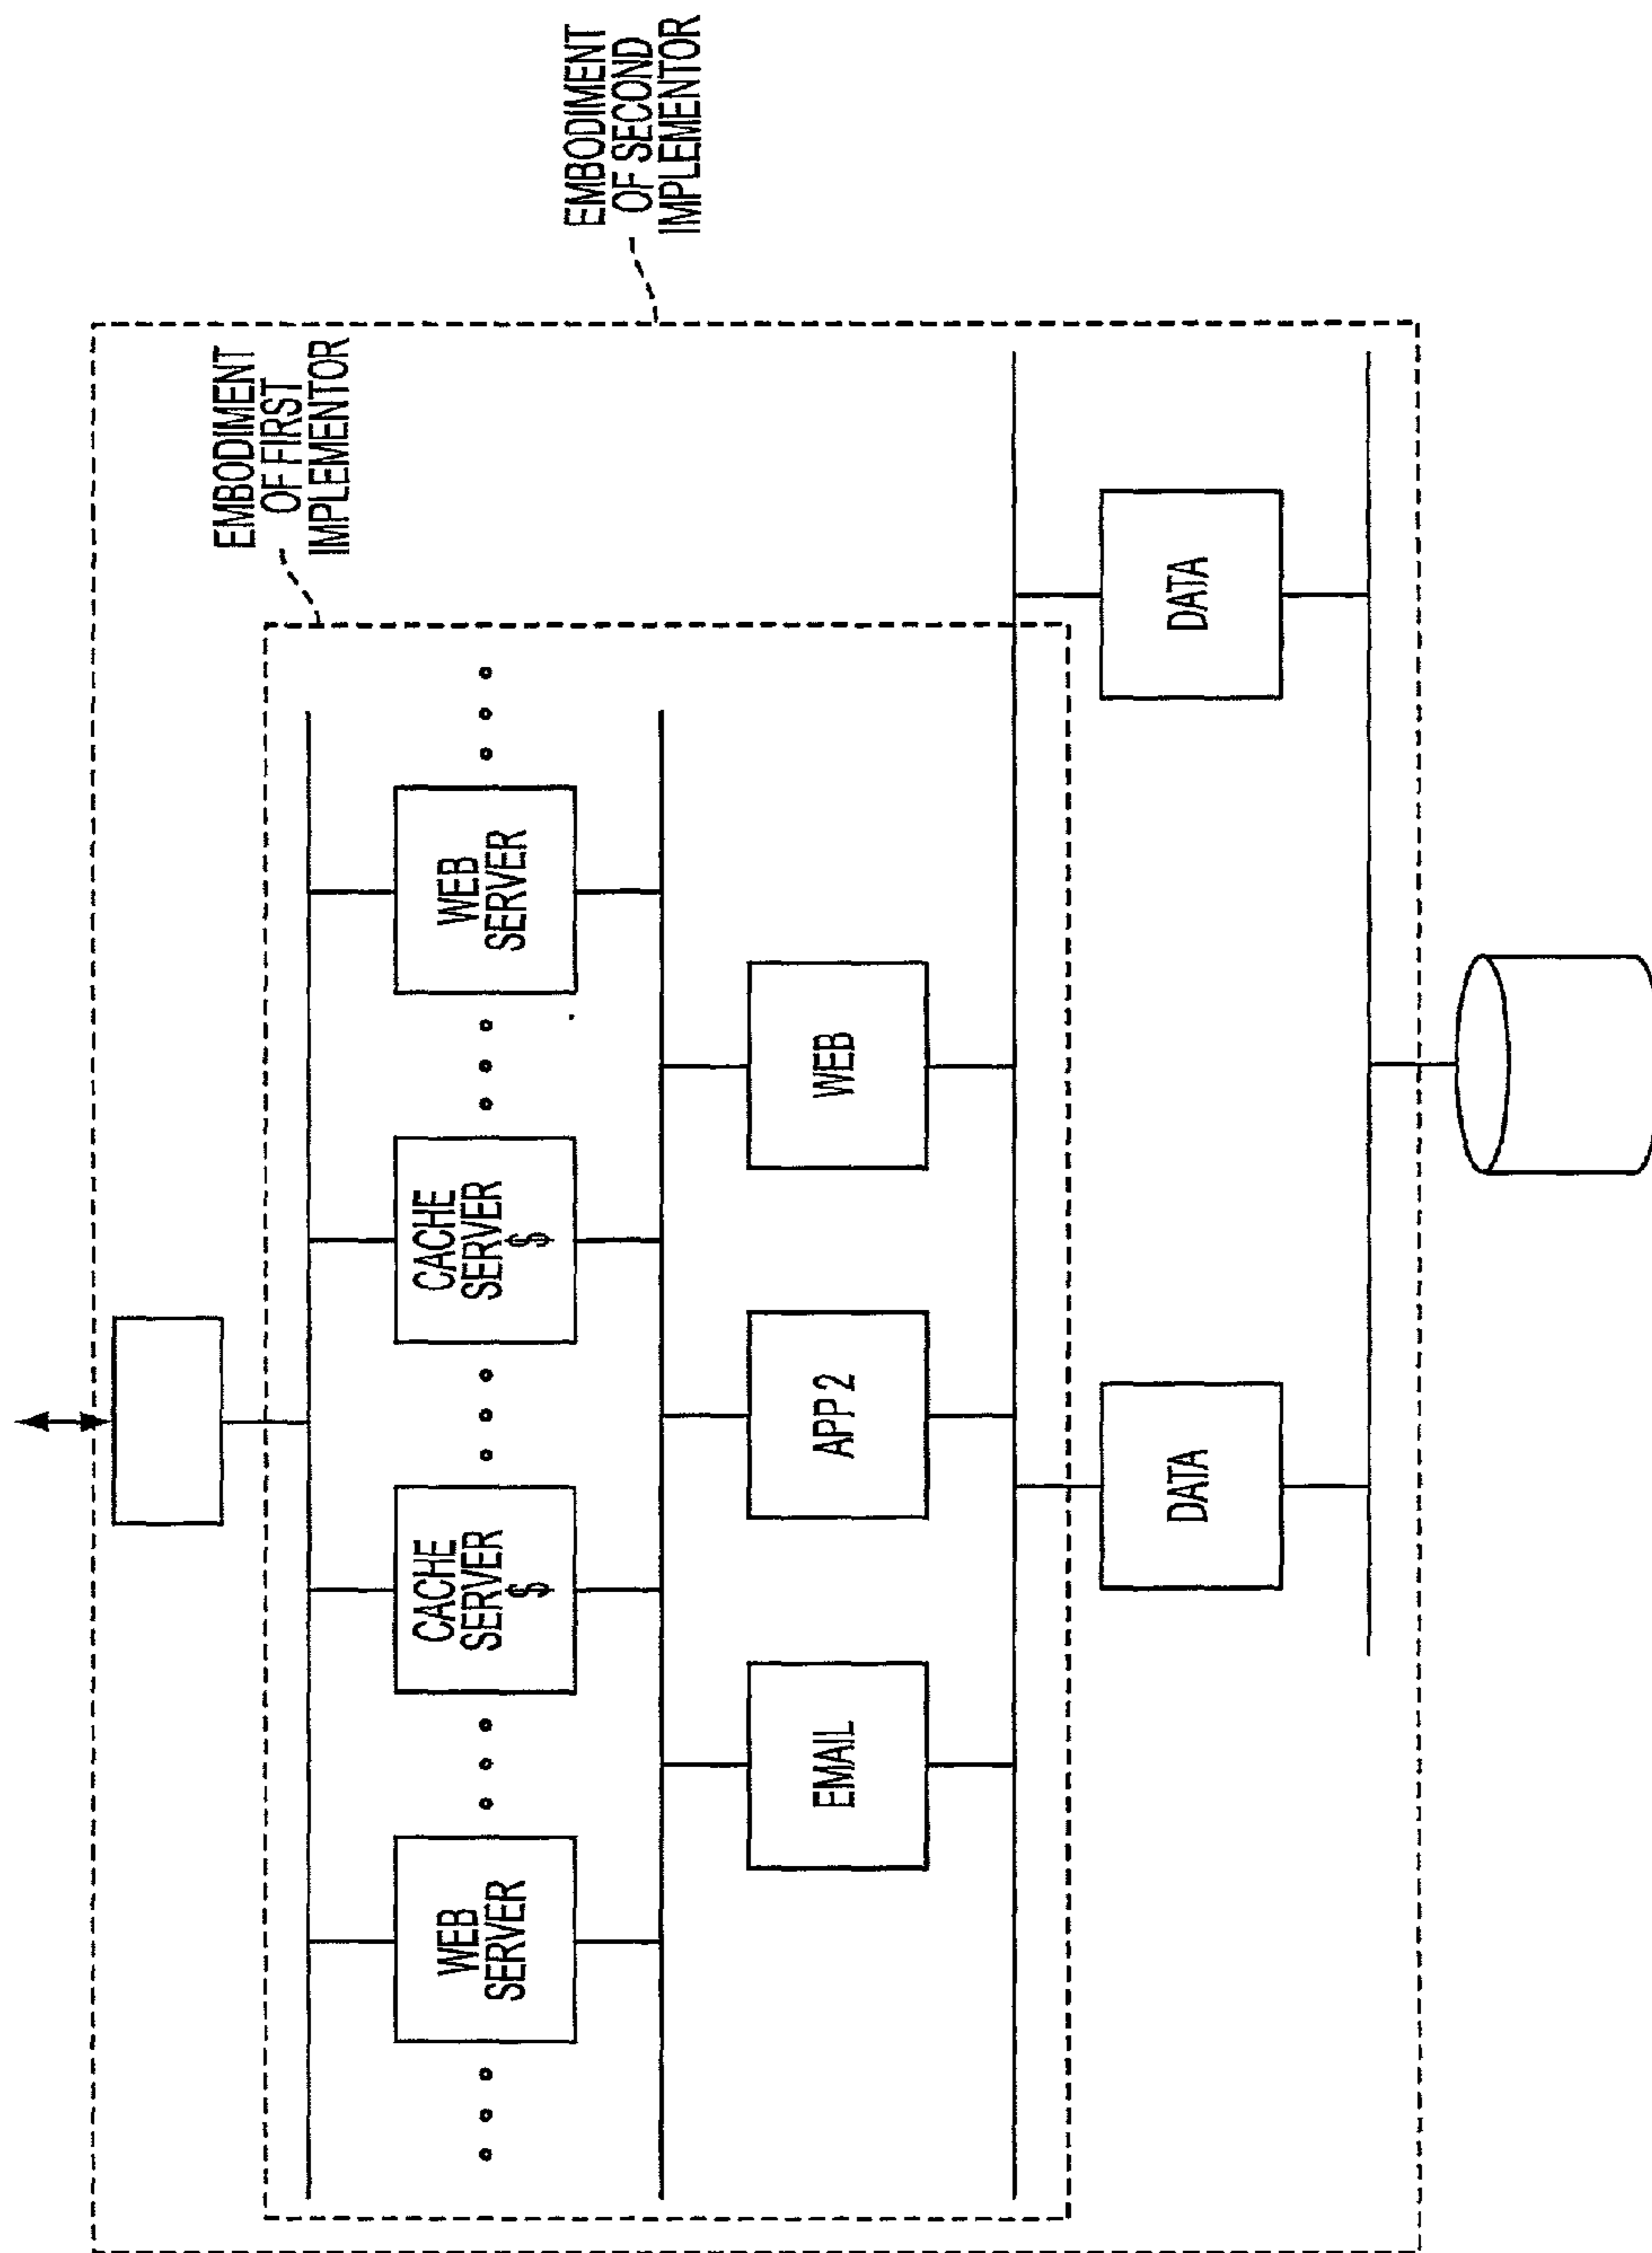 EMBODIMENT
OF SECOND
IMPLEMENTOR
EMBODIMENT
OF FIRST
IMPLEMENTOR
WEB
SERVER
CACHE
SERVER
$
CACHE
SERVER
$
WEB
SERVER
WEB
APP 2
EMAIL
DATA
DATA